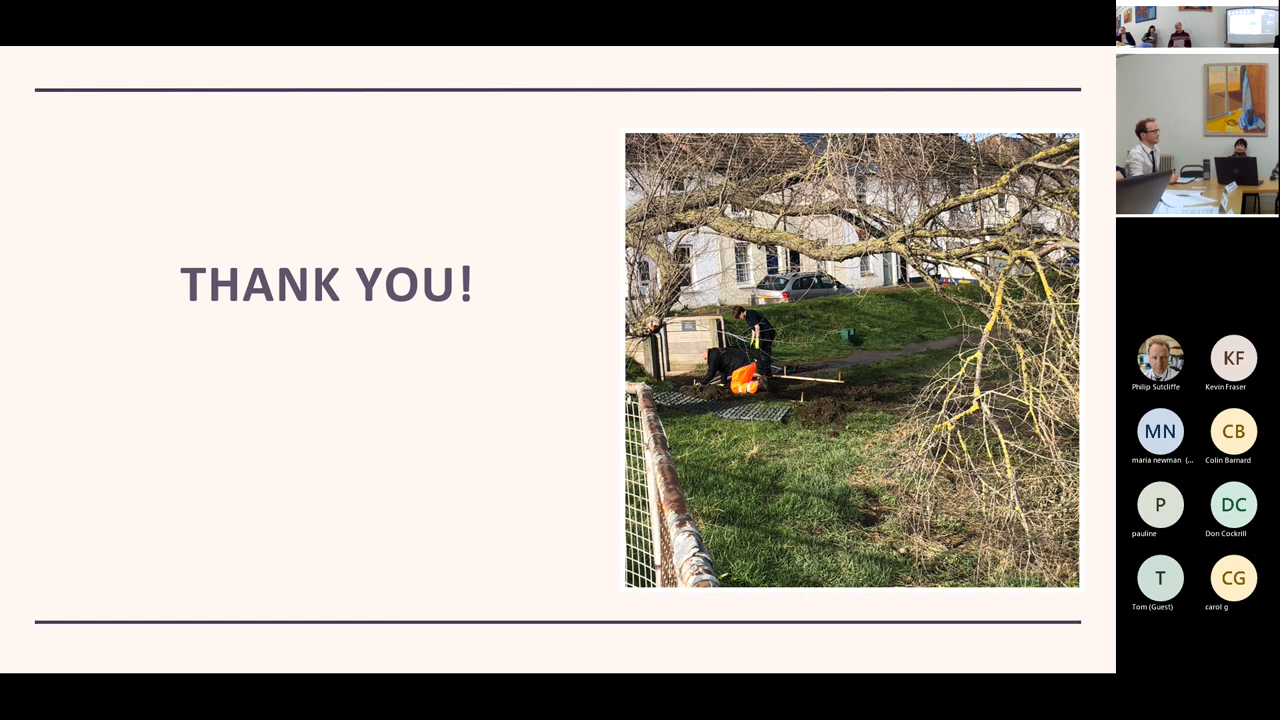 THANK YOU!
Philip Sutcliffe
Kevin Fraser
KF
MN
CB
maria newman (...
Colin Barnard
P
DC
pauline
Don Cockrill
T
CG
Tom (Guest)
carol g